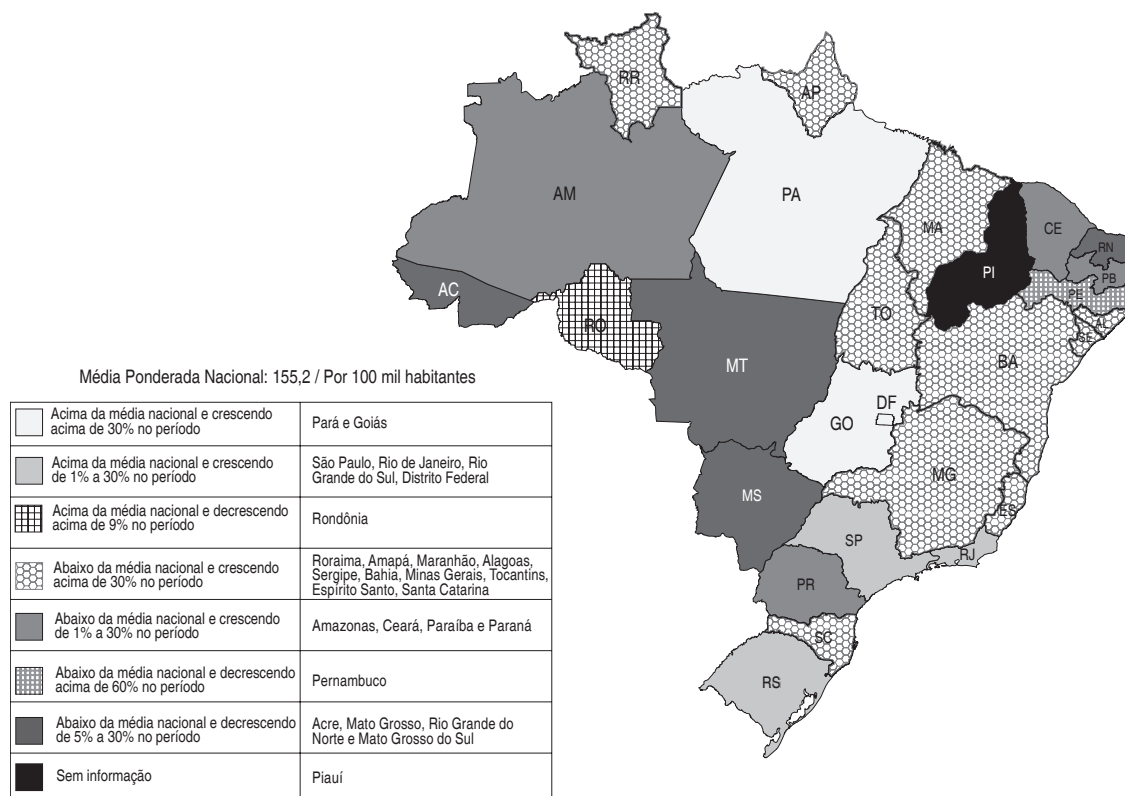 RR
AP
AM
PA
MA
CE
RN
PB
PI
PE
AL
SE
AC
RO
TO
BA
MT
DF
GO
MG
ES
MS
SP
RJ
PR
SC
RS
Média Ponderada Nacional: 155,2 / Por 100 mil habitantes
Acima da média nacional e crescendo
acima de 30% no período
Pará e Goiás
Acima da média nacional e crescendo
de 1% a 30% no período
São Paulo, Rio de Janeiro, Rio
Grande do Sul, Distrito Federal
Acima da média nacional e decrescendo
acima de 9% no período
Rondônia
Abaixo da média nacional e crescendo
acima de 30% no período
Roraima, Amapá, Maranhão, Alagoas,
Sergipe, Bahia, Minas Gerais, Tocantins,
Espírito Santo, Santa Catarina
Abaixo da média nacional e crescendo
de 1% a 30% no período
Amazonas, Ceará, Paraíba e Paraná
Abaixo da média nacional e decrescendo
acima de 60% no período
Pernambuco
Abaixo da média nacional e decrescendo
de 5% a 30% no período
Acre, Mato Grosso, Rio Grande do
Norte e Mato Grosso do Sul
Sem informação
Piauí